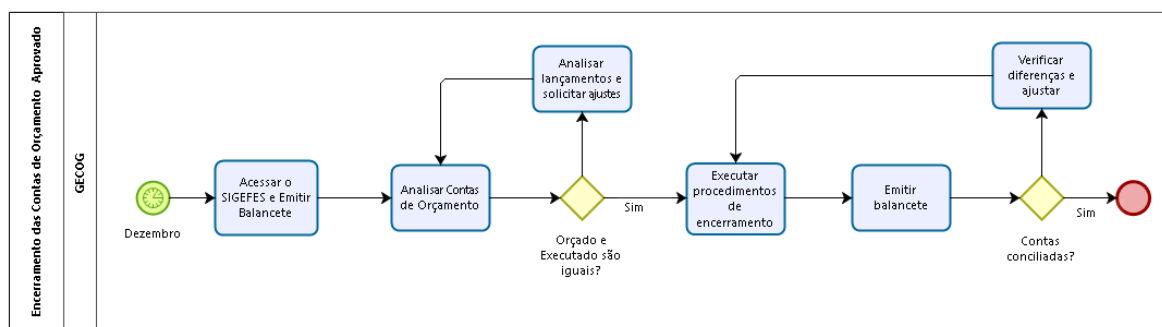 Encerramento das Contas de Orçamento Aprovado
GECOG
Dezembro
Acessar o
SIGEFES e Emitir
Balancete
Analisar Contas
de Orçamento
Analisar
lançamentos e
solicitar ajustes
Orçado e
Executado são
iguais?
Sim
Executar
procedimentos
de
encerramento
Emitir
balancete
Verificar
diferenças e
ajustar
Contas
conciliadas?
Sim